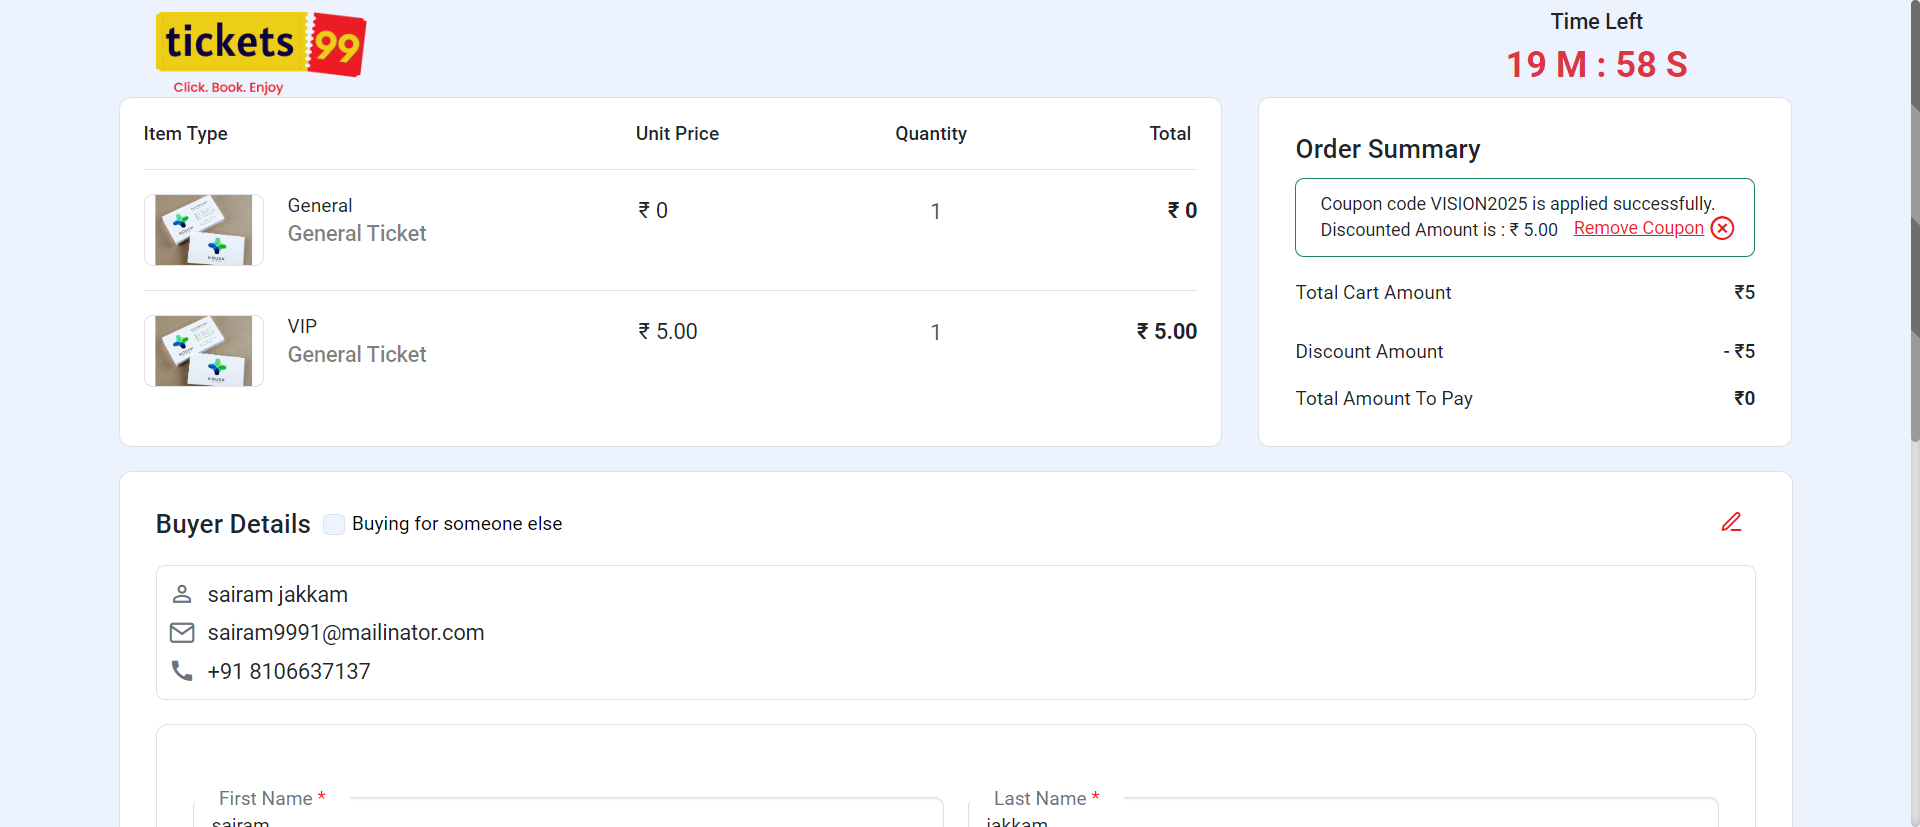 tickets 99
Click. Book. Enjoy
Time Left
19 M : 58 S
Item Type Unit Price Quantity Total
General
General Ticket
₹ 0 1 ₹ 0
VIP
General Ticket
₹ 5.00 1 ₹ 5.00
Order Summary
Coupon code VISION2025 is applied successfully.
Discounted Amount is : ₹ 5.00 Remove Coupon
Total Cart Amount ₹5
Discount Amount - ₹5
Total Amount To Pay ₹0
Buyer Details Buying for someone else
sairam jakkam
sairam9991@mailinator.com
+91 8106637137
First Name * Last Name *
sairam jakkam